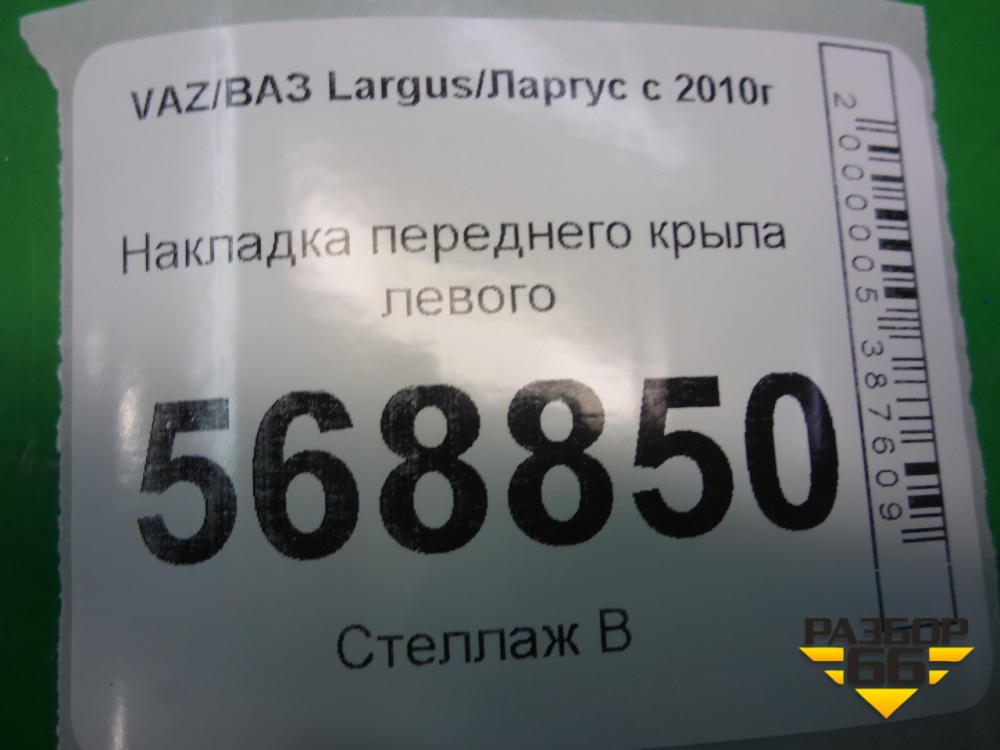 VAZ/ВАЗ Largus/Ларгус с 2010г
Накладка переднего крыла
левого
568850
Стеллаж В
2000005387609
РАЗБОР
66